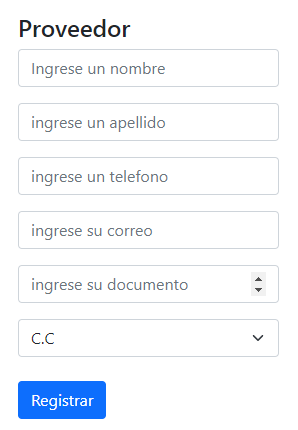 Proveedor
Ingrese un nombre
ingrese un apellido
ingrese un telefono
ingrese su correo
ingrese su documento
C.C
Registrar